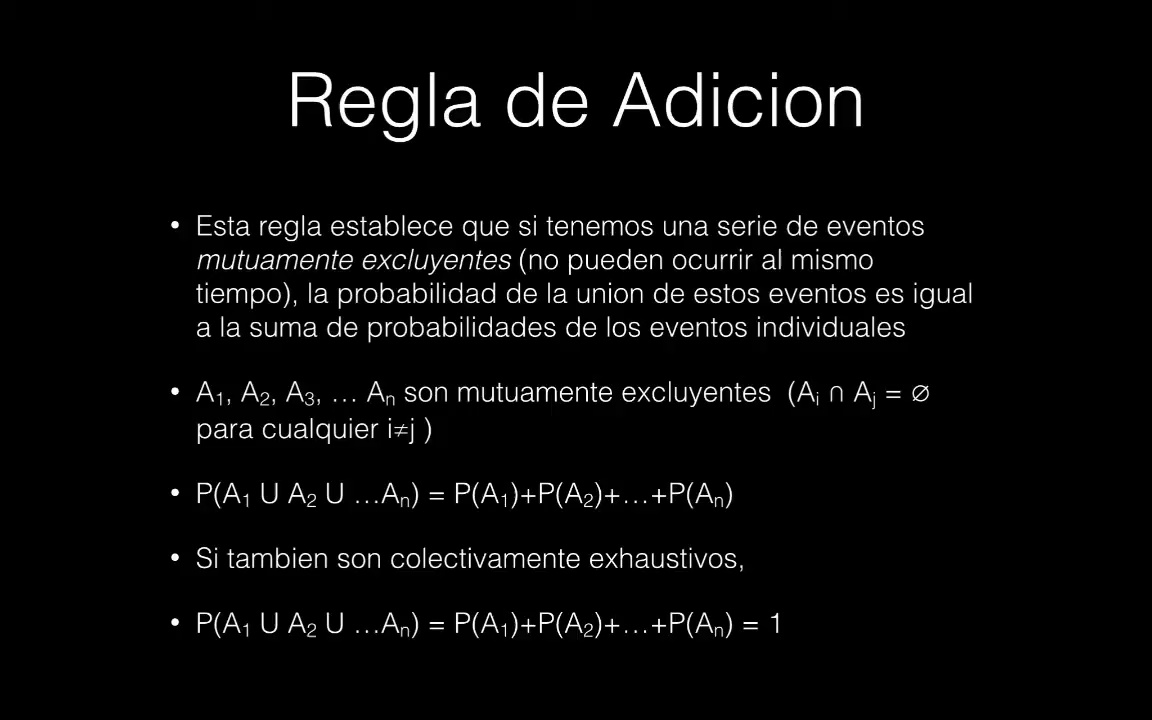 Regla de Adicion
• Esta regla establece que si tenemos una serie de eventos
mutuamente excluyentes (no pueden ocurrir al mismo
tiempo), la probabilidad de la union de estos eventos es igual
a la suma de probabilidades de los eventos individuales
• A₁, A₂, A₃, … Aₙ son mutuamente excluyentes (Aᵢ ∩ Aⱼ = ∅
para cualquier i≠j )
• P(A₁ U A₂ U …Aₙ) = P(A₁)+P(A₂)+…+P(Aₙ)
• Si tambien son colectivamente exhaustivos,
• P(A₁ U A₂ U …Aₙ) = P(A₁)+P(A₂)+…+P(Aₙ) = 1